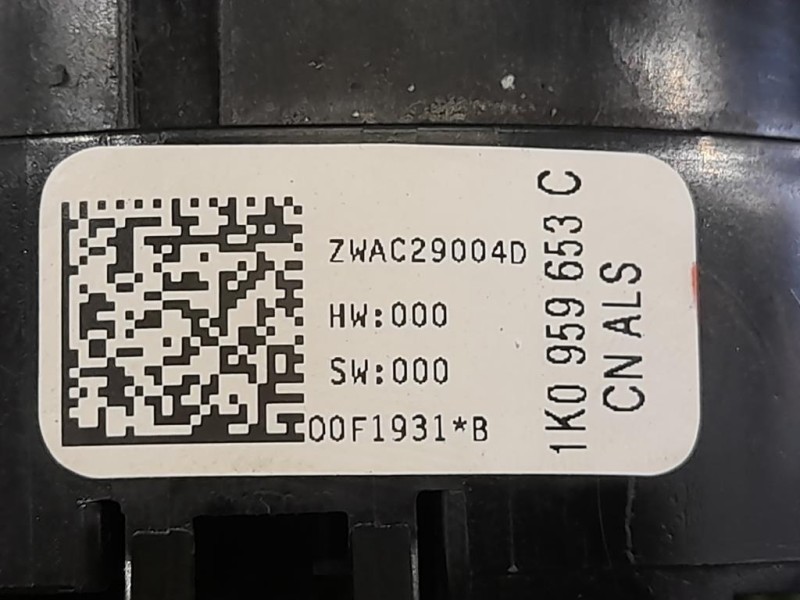 ZWAC29004D
HW:000
SW:000
00F1931*B
1K0 959 653 C
CN ALS